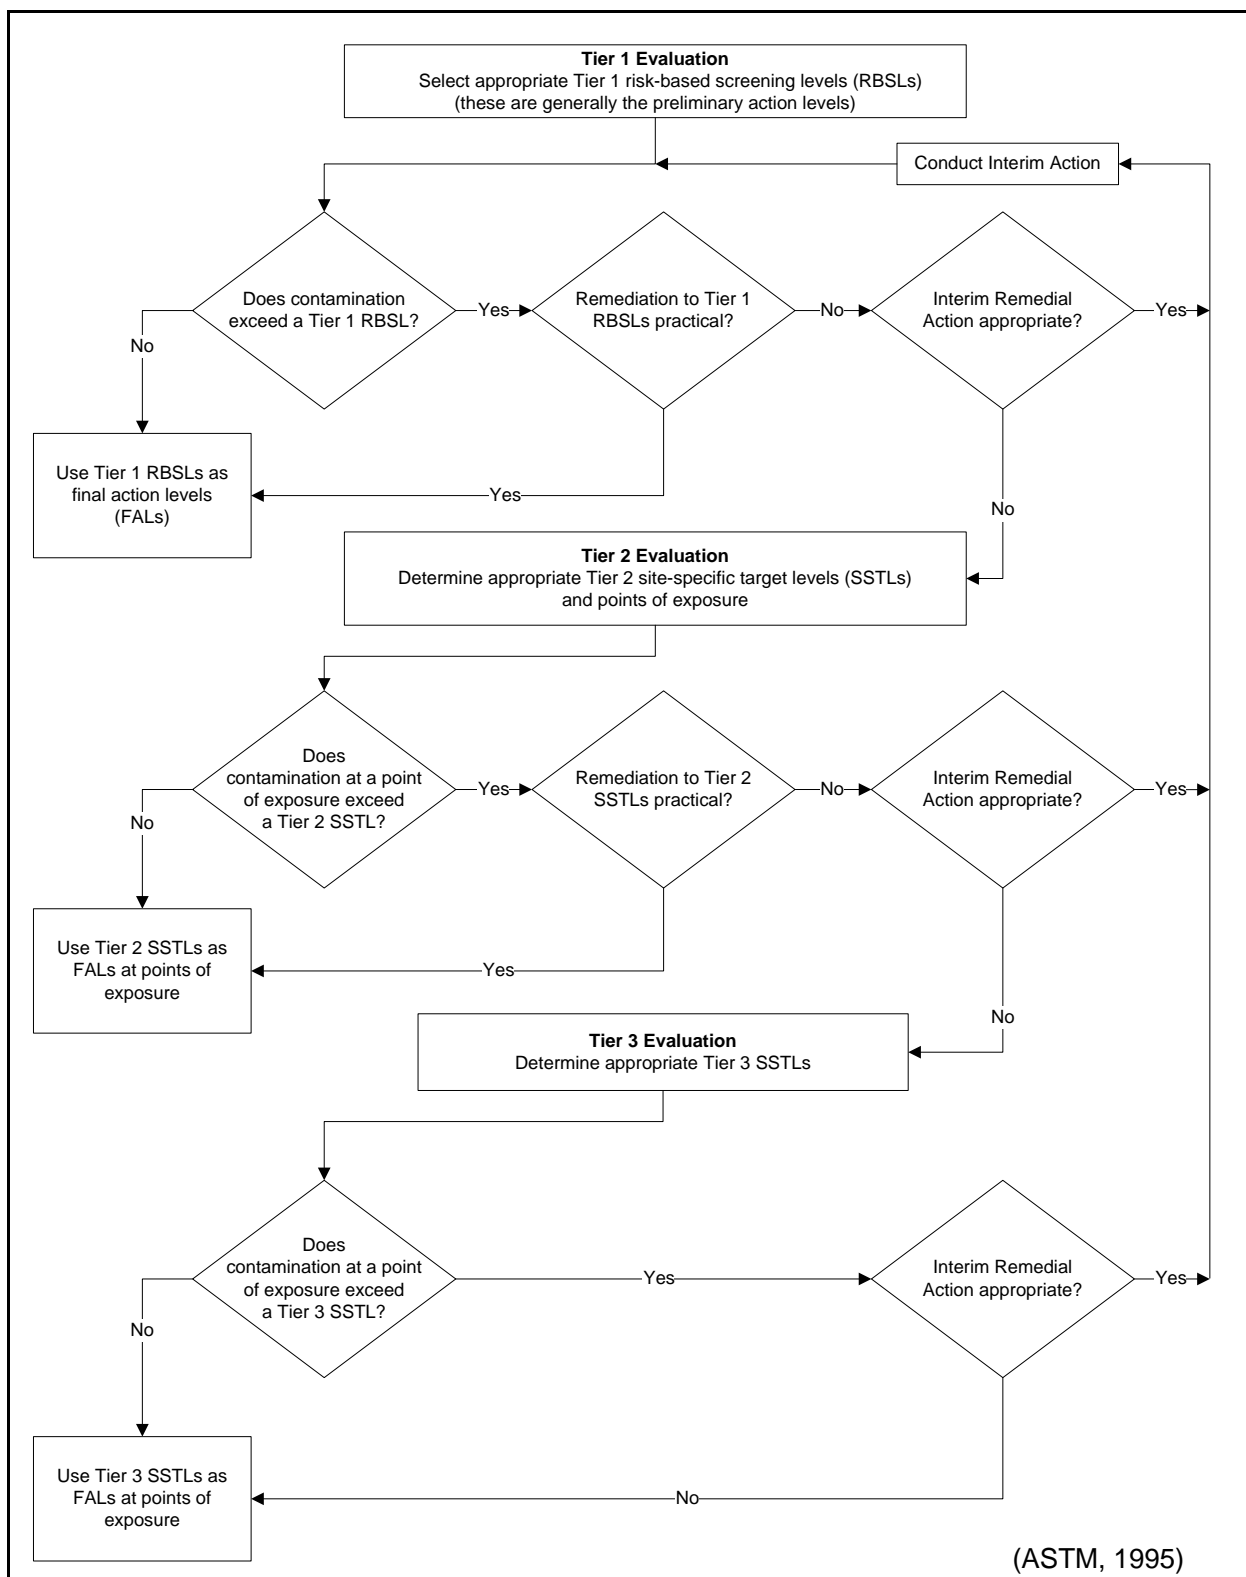 Tier 1 Evaluation
Select appropriate Tier 1 risk-based screening levels (RBSLs)
(these are generally the preliminary action levels)
Conduct Interim Action
Does contamination
exceed a Tier 1 RBSL?
Yes
Remediation to Tier 1
RBSLs practical?
No
Interim Remedial
Action appropriate?
Yes
No
Use Tier 1 RBSLs as
final action levels
(FALs)
Yes
No
Tier 2 Evaluation
Determine appropriate Tier 2 site-specific target levels (SSTLs)
and points of exposure
Does
contamination at a point
of exposure exceed
a Tier 2 SSTL?
Yes
Remediation to Tier 2
SSTLs practical?
No
Interim Remedial
Action appropriate?
Yes
No
Use Tier 2 SSTLs as
FALs at points of
exposure
Yes
No
Tier 3 Evaluation
Determine appropriate Tier 3 SSTLs
Does
contamination at a point
of exposure exceed
a Tier 3 SSTL?
Yes
Interim Remedial
Action appropriate?
Yes
No
Use Tier 3 SSTLs as
FALs at points of
exposure
No
(ASTM, 1995)